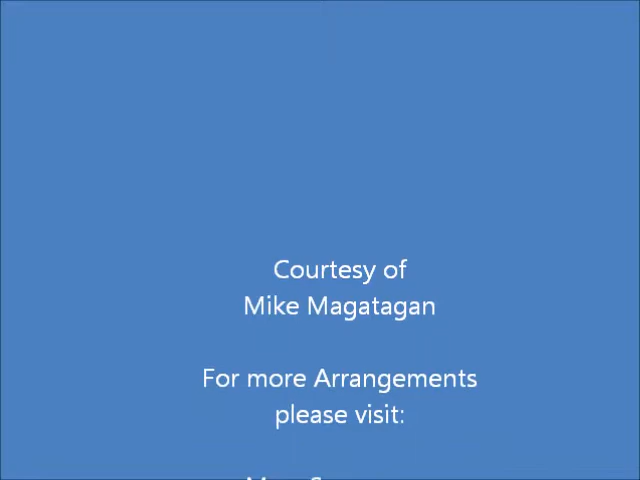 Courtesy of
Mike Magatagan
For more Arrangements
please visit: